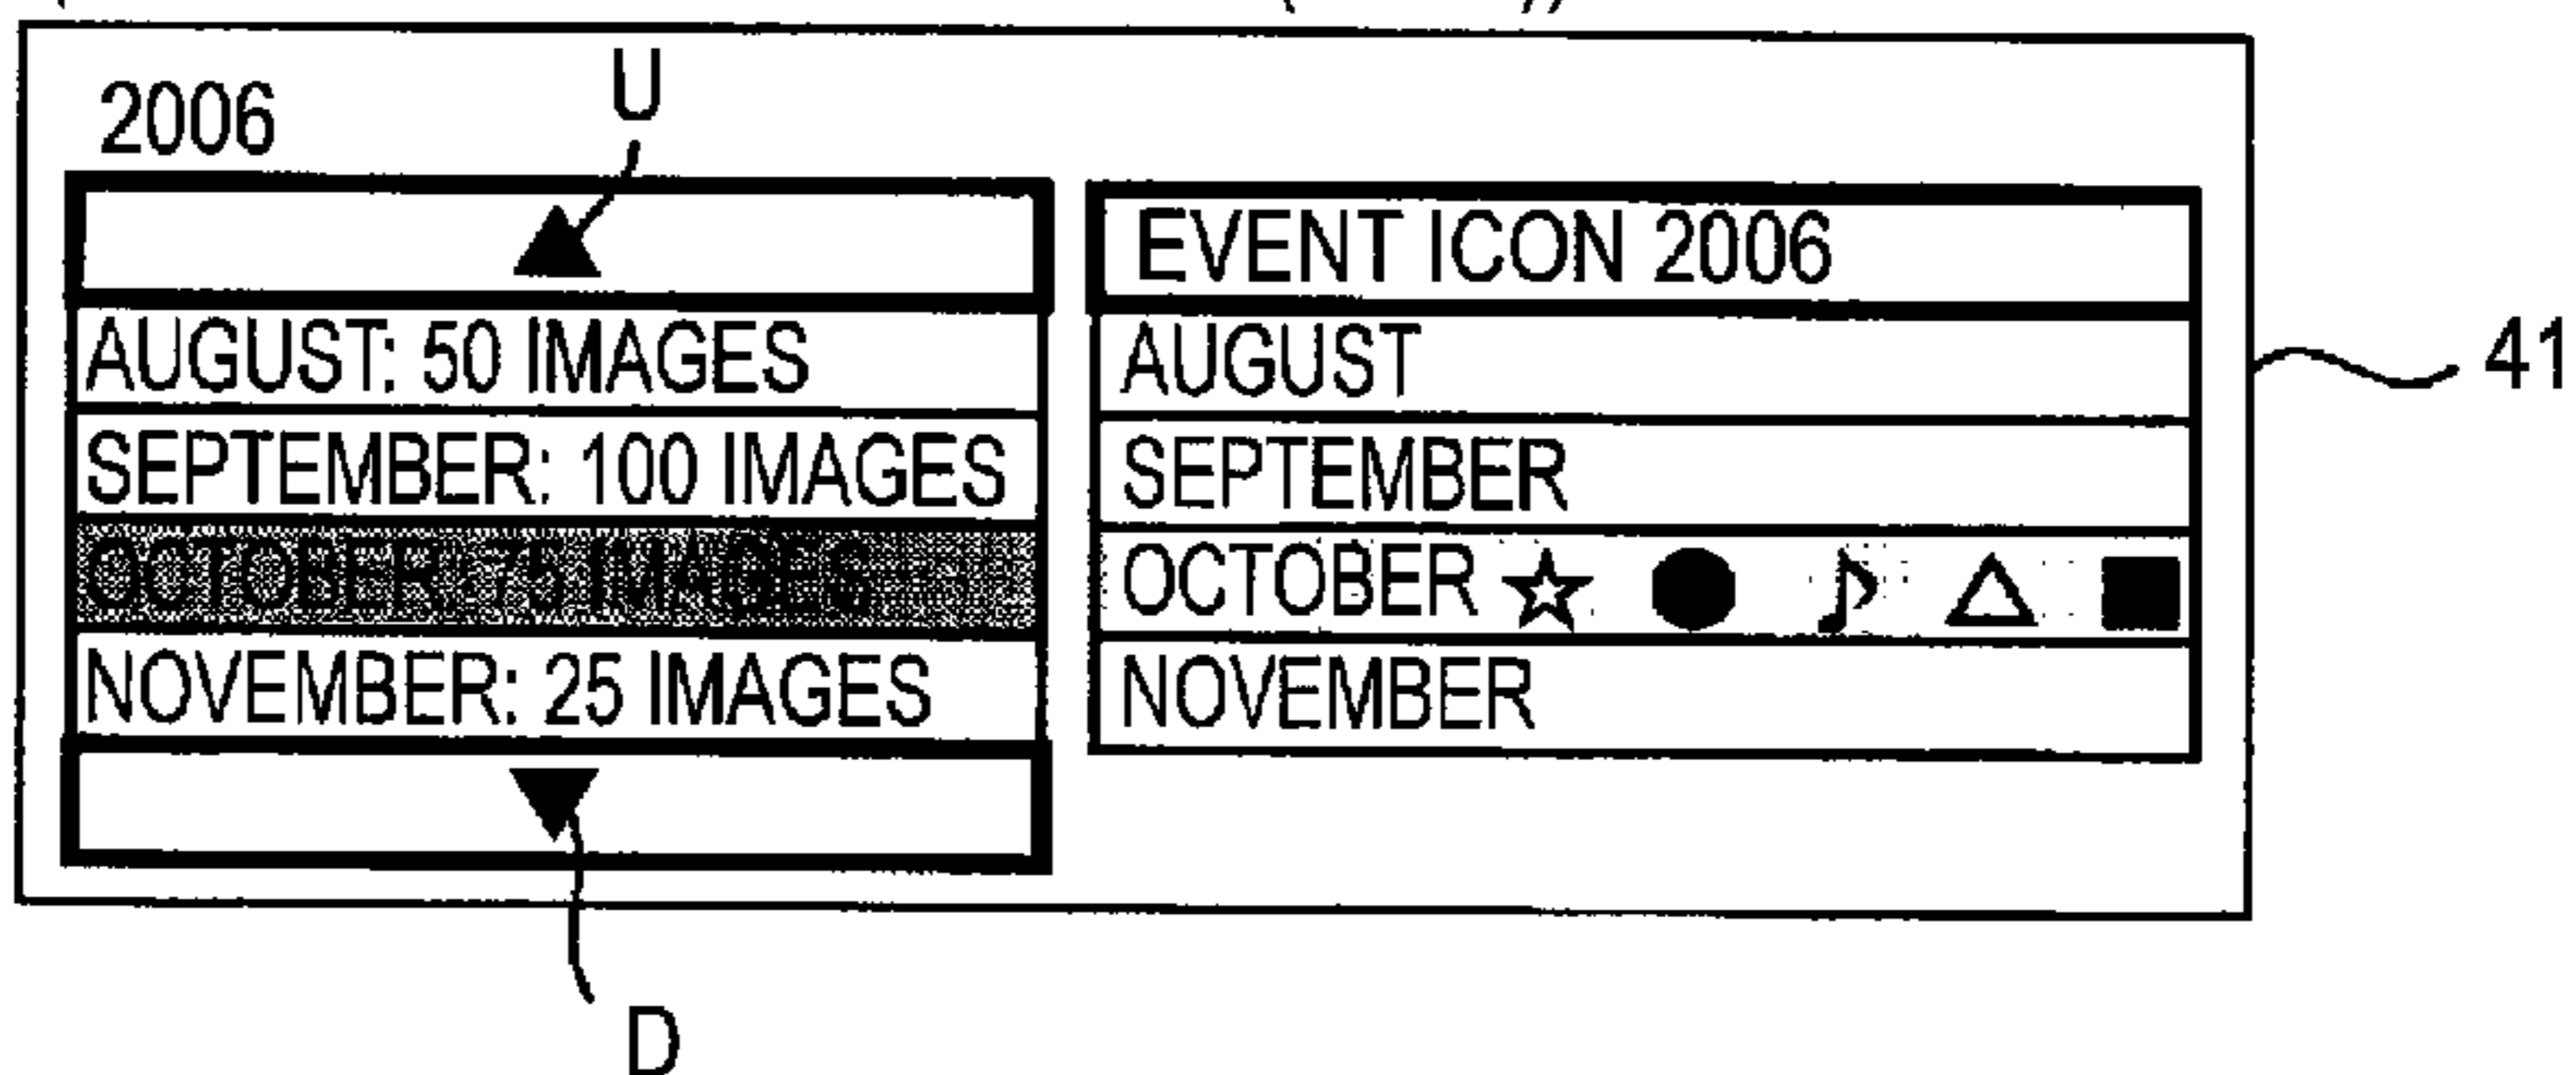 2006
U
AUGUST: 50 IMAGES
SEPTEMBER: 100 IMAGES
OCTOBER: 75 IMAGES
NOVEMBER: 25 IMAGES
D
EVENT ICON 2006
AUGUST
SEPTEMBER
OCTOBER
NOVEMBER
41